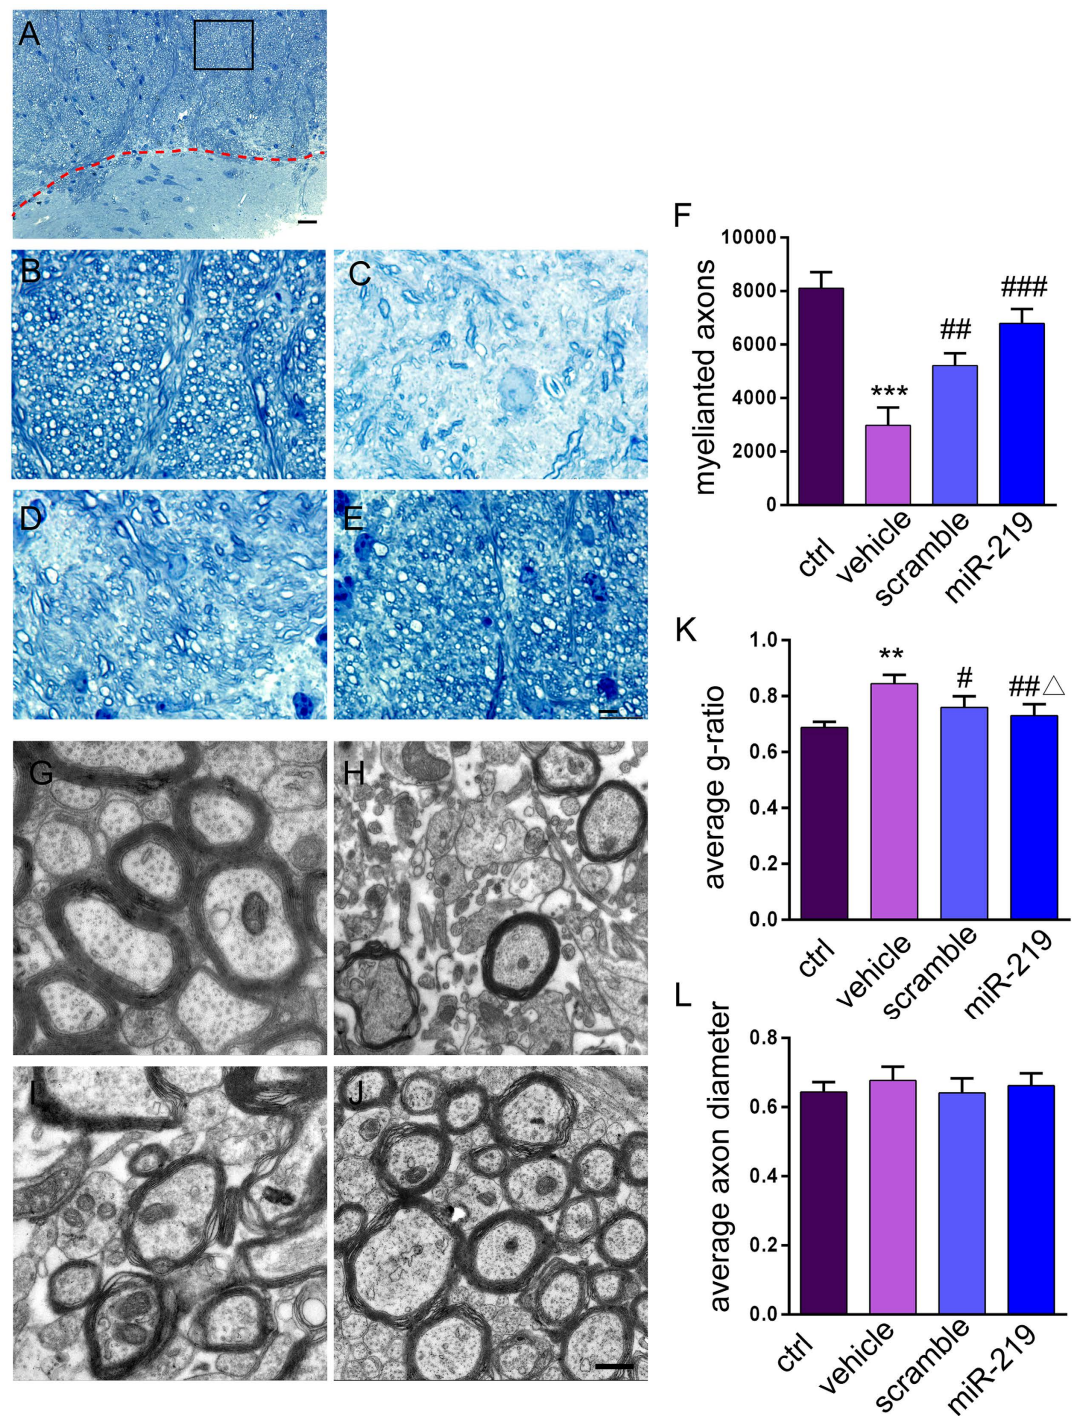 A
B
C
D
E
F
myelianted axons
10000
8000
6000
4000
2000
0
***
##
###
ctrl
vehicle
scramble
miR-219
G
H
I
J
K
average g-ratio
1.0
0.8
0.6
0.4
0.2
0.0
**
#
##△
ctrl
vehicle
scramble
miR-219
L
average axon diameter
0.8
0.6
0.4
0.2
0.0
ctrl
vehicle
scramble
miR-219